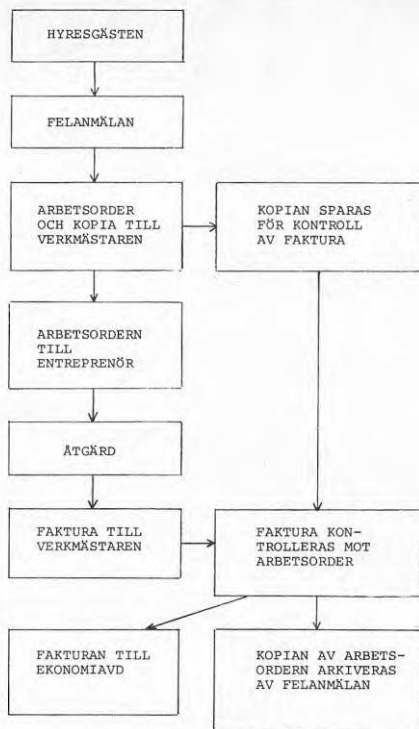 HYRESGÄSTEN
FELANMÄLAN
ARBETSORDER
OCH KOPIA TILL
VERKMÄSTAREN
KOPIAN SPARAS
FÖR KONTROLL
AV FAKTURA
ARBETSORDERN
TILL
ENTREPRENÖR
ÅTGÄRD
FAKTURA TILL
VERKMÄSTAREN
FAKTURA KON-
TROLLERAS MOT
ARBETSORDER
FAKTURAN TILL
EKONOMIAVD
KOPIAN AV ARBETS-
ORDERN ARKIVERAS
AV FELANMÄLAN